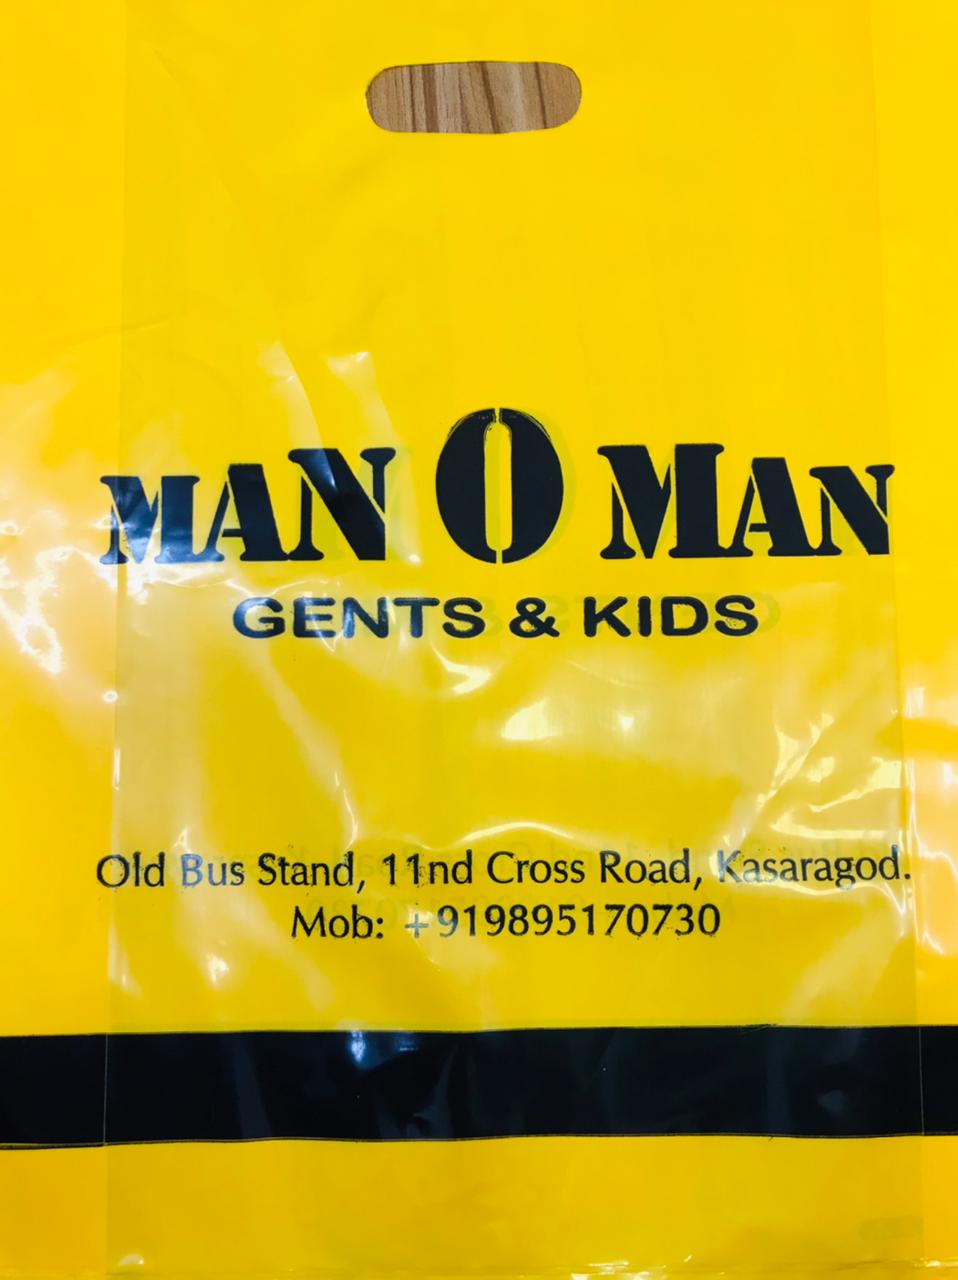 MAN O MAN
GENTS & KIDS
Old Bus Stand, 11nd Cross Road, Kasaragod.
Mob: +919895170730